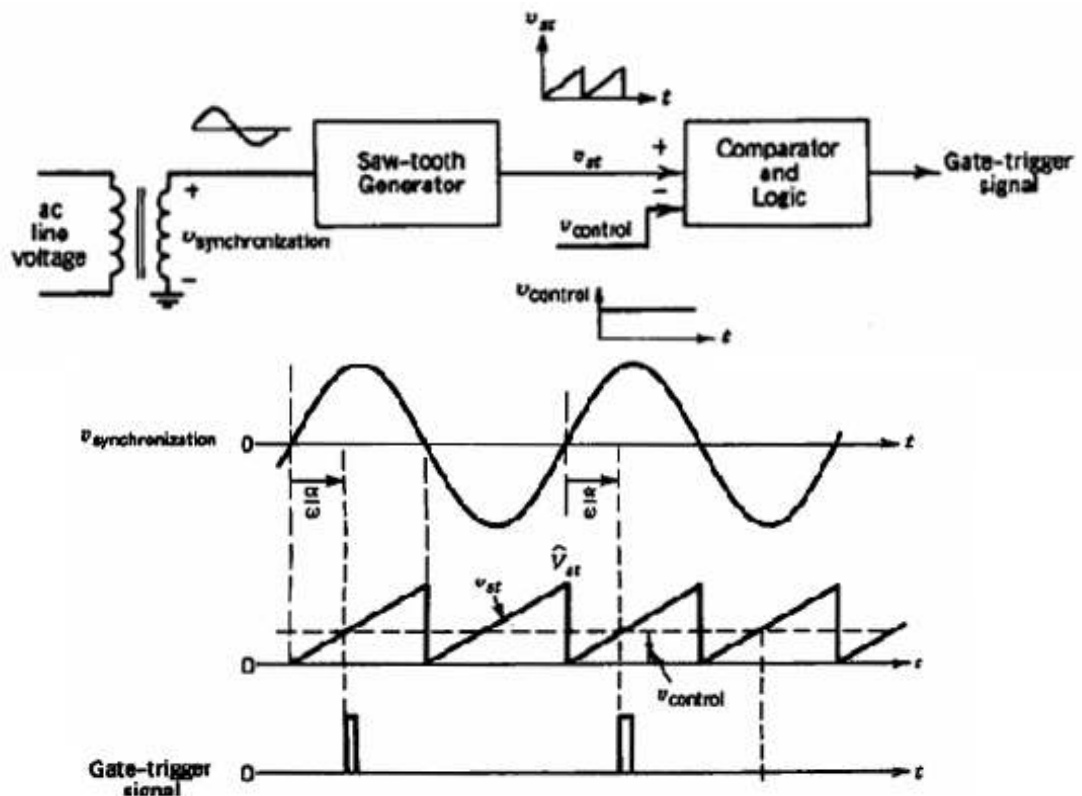 v_st
t
Saw-tooth
Generator
v_st
+
-
Comparator
and
Logic
Gate-trigger
signal
ac
line
voltage
+
v_synchronization
-
v_control
v_control
t
v_synchronization
0
t
α/ω
α/ω
V̂_st
v_st
0
t
v_control
Gate-trigger
signal
0
t